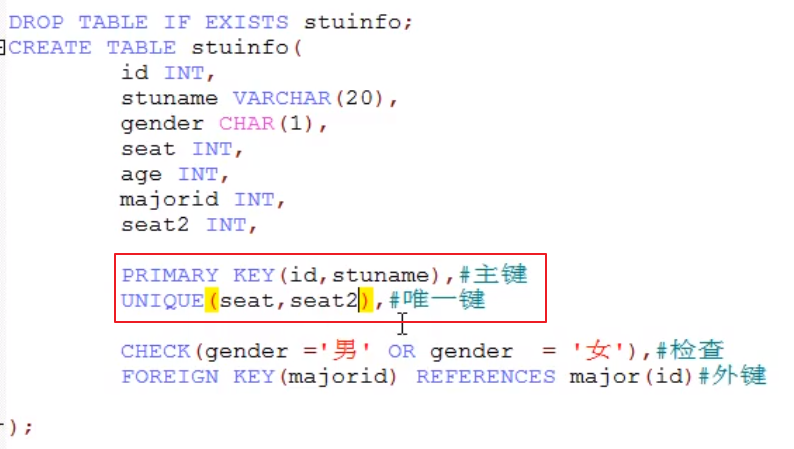 DROP TABLE IF EXISTS stuinfo;
CREATE TABLE stuinfo(
id INT,
stuname VARCHAR(20),
gender CHAR(1),
seat INT,
age INT,
majorid INT,
seat2 INT,
PRIMARY KEY(id,stuname),#主键
UNIQUE(seat,seat2),#唯一键
CHECK(gender ='男' OR gender = '女'),#检查
FOREIGN KEY(majorid) REFERENCES major(id)#外键
);